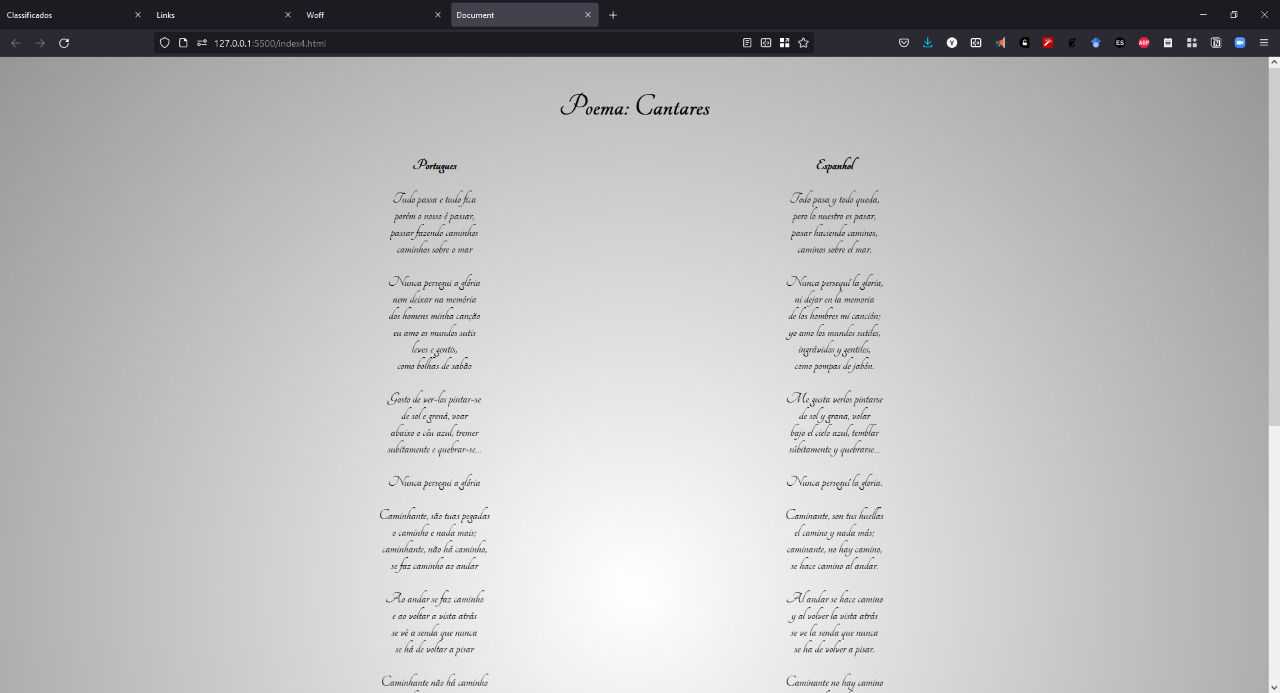 Classificados
Links
Woff
Document
127.0.0.1:5500/index4.html
Poema: Cantares
Portugues
Tudo passa e tudo fica
porém o nosso é passar,
passar fazendo caminhos
caminhos sobre o mar
Nunca persegui a glória
nem deixar na memória
dos homens minha canção
eu amo os mundos sutis
leves e gentis,
como bolhas de sabão
Gosto de ver-los pintar-se
de sol e grená, voar
abaixo o céu azul, tremer
subitamente e quebrar-se...
Nunca persegui a glória
Caminhante, são tuas pegadas
o caminho e nada mais;
caminhante, não há caminho,
se faz caminho ao andar
Ao andar se faz caminho
e ao voltar a vista atrás
se vê a senda que nunca
se há de voltar a pisar
Caminhante não há caminho
Espanhol
Todo pasa y todo queda,
pero lo nuestro es pasar,
pasar haciendo caminos,
caminos sobre el mar.
Nunca perseguí la gloria,
ni dejar en la memoria
de los hombres mi canción;
yo amo los mundos sutiles,
ingrávidos y gentiles,
como pompas de jabón.
Me gusta verlos pintarse
de sol y grana, volar
bajo el cielo azul, temblar
súbitamente y quebrarse...
Nunca perseguí la gloria.
Caminante, son tus huellas
el camino y nada más;
caminante, no hay camino,
se hace camino al andar.
Al andar se hace camino
y al volver la vista atrás
se ve la senda que nunca
se ha de volver a pisar.
Caminante no hay camino